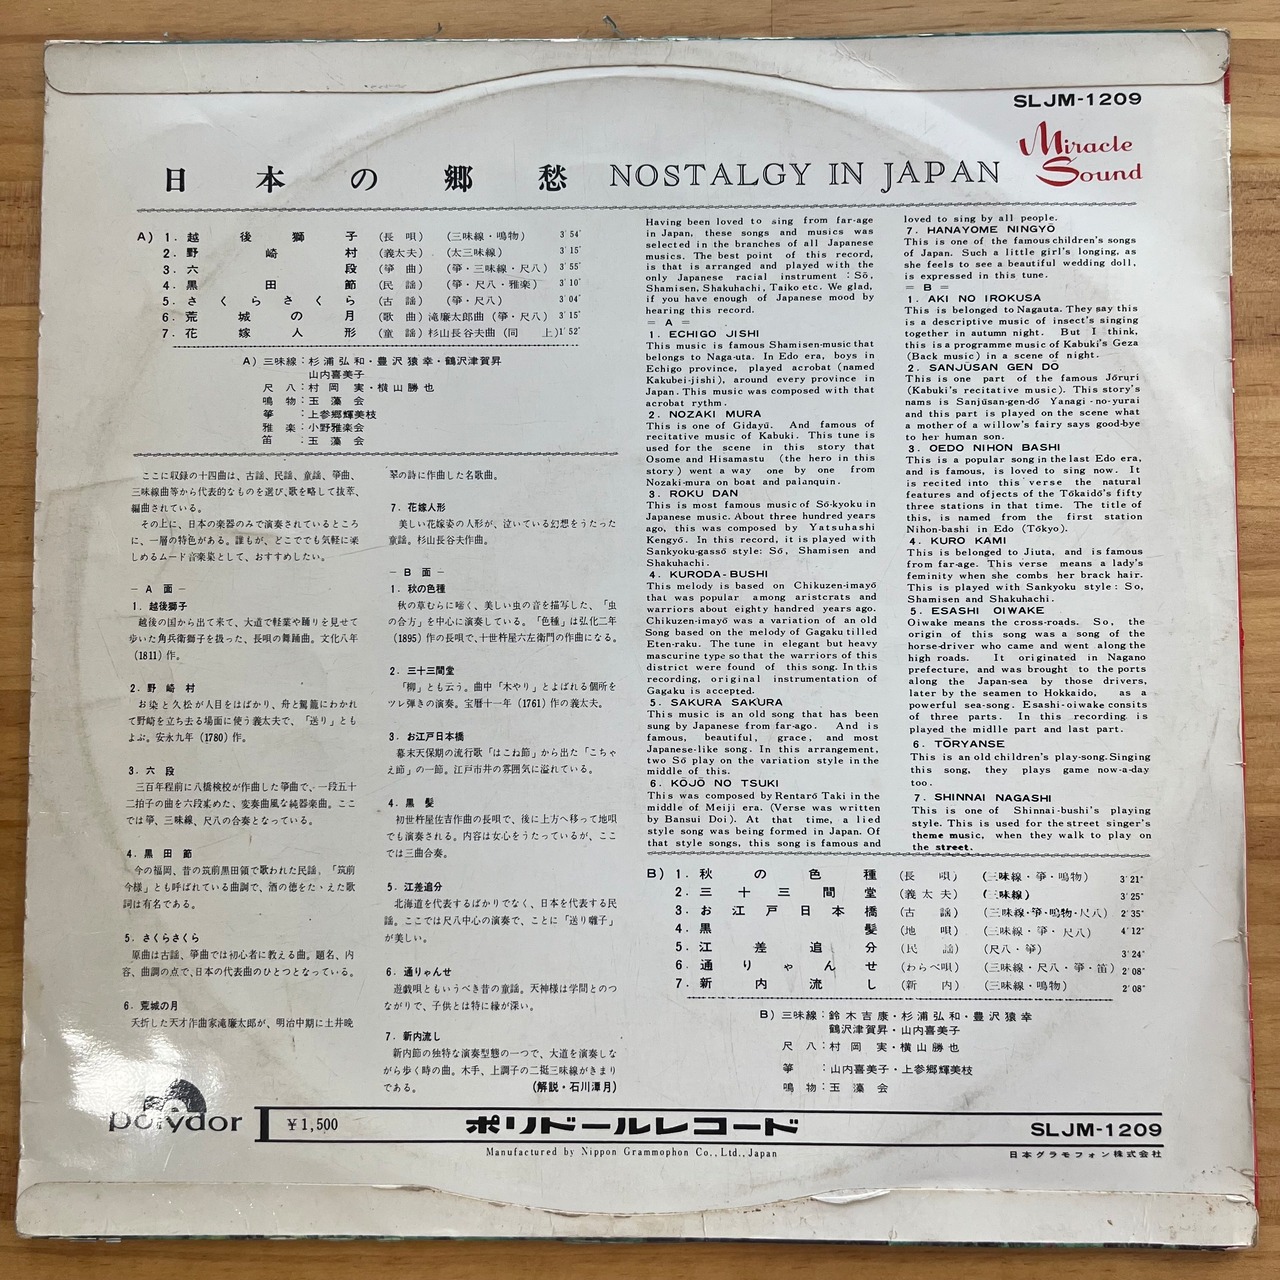 SLJM-1209
Miracle
Sound
日本の郷愁 NOSTALGY IN JAPAN
A) 1. 越後獅子 (長唄) (三味線・鳴物) 3′54″
2. 野崎村 (義太夫) (太三味線) 3′15″
3. 六段 (箏曲) (箏・三味線・尺八) 3′55″
4. 黒田節 (民謡) (箏・尺八・雅楽) 3′10″
5. さくらさくら (古謡) (箏・尺八) 3′04″
6. 荒城の月 (歌曲) 滝廉太郎曲 (箏・尺八) 3′15″
7. 花嫁人形 (童謡) 杉山長谷夫曲 (同上) 1′52″
A) 三味線：杉浦弘和・豊沢猿幸・鶴沢津賀昇
山内喜美子
尺八：村岡実・横山勝也
鳴物：玉藻会
箏：上参郷輝美枝
雅楽：小野雅楽会
笛：玉藻会
ここに収録の十四曲は、古謡、民謡、童謡、箏曲、
三味線曲等から代表的なものを選び、歌を略して抜萃、
編曲されている。
その上に、日本の楽器のみで演奏されているところ
に、一層の特色がある。誰もが、どこででも気軽に楽
しめるムード音楽集として、おすすめしたい。
— A 面 —
1. 越後獅子
越後の国から出て来て、大道で軽業や踊りを見せて
歩いた角兵衛獅子を扱った、長唄の舞踊曲。文化八年
(1811) 作。
2. 野崎村
お染と久松が人目をはばかり、舟と駕籠にわかれ
て野崎を立ち去る場面に使う義太夫で、「送り」とも
よぶ。安永九年 (1780) 作。
3. 六段
三百年程前に八橋検校が作曲した箏曲で、一段五十
二拍子の曲を六段まとめた、変奏曲風な純器楽曲。ここ
では箏、三味線、尺八の合奏となっている。
4. 黒田節
今の福岡、昔の筑前黒田領で歌われた民謡。「筑前
今様」とも呼ばれている曲調で、酒の徳をたゝえた歌
詞は有名である。
5. さくらさくら
原曲は古謡、箏曲では初心者に教える曲。題名、内
容、曲調の点で、日本の代表曲のひとつとなっている。
6. 荒城の月
夭折した天才作曲家滝廉太郎が、明治中期に土井晩
翠の詩に作曲した名歌曲。
7. 花嫁人形
美しい花嫁姿の人形が、泣いている幻想をうたった
童謡。杉山長谷夫作曲。
— B 面 —
1. 秋の色種
秋の草むらに啼く、美しい虫の音を描写した、「虫
の合方」を中心に演奏している。「色種」は弘化二年
(1895) 作の長唄で、十世杵屋六左衛門の作曲になる。
2. 三十三間堂
「柳」とも云う。曲中「木やり」とよばれる個所を
ツレ弾きの演奏。宝暦十一年 (1761) 作の義太夫。
3. お江戸日本橋
幕末天保期の流行歌「はこね節」から出た「こちゃ
え節」の一節。江戸市井の雰囲気に溢れている。
4. 黒髪
初世杵屋佐吉作曲の長唄で、後に上方へ移って地唄
でも演奏される。内容は女心をうたっているが、ここ
では三曲合奏。
5. 江差追分
北海道を代表するばかりでなく、日本を代表する民
謡。ここでは尺八中心の演奏で、ことに「送り囃子」
が美しい。
6. 通りゃんせ
遊戯唄ともいうべき昔の童謡。天神様は学問とのつ
ながりで、子供とは特に縁が深い。
7. 新内流し
新内節の独特な演奏型態の一つで、大道を演奏しな
がら歩く時の曲。木手、上調子の二挺三味線がきまり
である。 (解説・石川潭月)
Having been loved to sing from far-age
in Japan, these songs and musics was
selected in the branches of all Japanese
musics. The best point of this record,
is that is arranged and played with the
only Japanese racial instrument : Sō,
Shamisen, Shakuhachi, Taiko etc. We glad,
if you have enough of Japanese mood by
hearing this record.
= A =
1. ECHIGO JISHI
This music is famous Shamisen-music that
belongs to Naga-uta. In Edo era, boys in
Echigo province, played acrobat (named
Kakubei-jishi), around every province in
Japan. This music was composed with that
acrobat rythm.
2. NOZAKI MURA
This is one of Gidayū. And famous of
recitative music of Kabuki. This tune is
used for the scene in this story that
Osome and Hisamastu (the hero in this
story) went a way one by one from
Nozaki-mura on boat and palanquin.
3. ROKU DAN
This is most famous music of Sō-kyoku in
Japanese music. About three hundred years
ago, this was composed by Yatsuhashi
Kengyō. In this record, it is played with
Sankyoku-gassō style: Sō, Shamisen and
Shakuhachi.
4. KURODA-BUSHI
This melody is based on Chikuzen-imayō
that was popular among aristcrats and
warriors about eighty hundred years ago.
Chikuzen-imayō was a variation of an old
Song based on the melody of Gagaku tilled
Eten-raku. The tune in elegant but heavy
mascurine type so that the warriors of this
district were found of this song. In this
recording, original instrumentation of
Gagaku is accepted.
5. SAKURA SAKURA
This music is an old song that has been
sung by Japanese from far-ago. And is
famous, beautiful, grace, and most
Japanese-like song. In this arrangement,
two Sō play on the variation style in the
middle of this.
6. KŌJŌ NO TSUKI
This was composed by Rentarō Taki in the
middle of Meiji era. (Verse was written
by Bansui Doi). At that time, a lied
style song was being formed in Japan. Of
that style songs, this song is famous and
loved to sing by all people.
7. HANAYOME NINGYŌ
This is one of the famous children's songs
of Japan. Such a little girl's longing, as
she feels to see a beautiful wedding doll,
is expressed in this tune.
= B =
1. AKI NO IROKUSA
This is belonged to Nagauta. They say this
is a descriptive music of insect's singing
together in autumn night. But I think,
this is a programme music of Kabuki's Geza
(Back music) in a scene of night.
2. SANJŪSAN GEN DŌ
This is one part of the famous Jōruri
(Kabuki's recitative music). This story's
nams is Sanjūsan-gen-dō Yanagi-no-yurai
and this part is played on the scene what
a mother of a willow's fairy says good-bye
to her human son.
3. OEDO NIHON BASHI
This is a popular song in the last Edo era,
and is famous, is loved to sing now. It
is recited into this verse the natural
features and ofjects of the Tōkaidō's fifty
three stations in that time. The title of
this, is named from the first station
Nihon-bashi in Edo (Tōkyo).
4. KURO KAMI
This is belonged to Jiuta, and is famous
from far-age. This verse means a lady's
feminity when she combs her brack hair.
This is played with Sankyoku style : So,
Shamisen and Shakuhachi.
5. ESASHI OIWAKE
Oiwake means the cross-roads. So, the
origin of this song was a song of the
horse-driver who came and went along the
high roads. It originated in Nagano
prefecture, and was brought to the ports
along the Japan-sea by those drivers,
later by the seamen to Hokkaido, as a
powerful sea-song. Esashi-oiwake consits
of three parts. In this recording is
played the midlle part and last part.
6. TŌRYANSE
This is an old children's play-song. Singing
this song, they plays game now-a-day
too.
7. SHINNAI NAGASHI
This is one of Shinnai-bushi's playing
style. This is used for the street singer's
theme music, when they walk to play on
the street.
B) 1. 秋の色種 (長唄) (三味線・箏・鳴物) 3′21″
2. 三十三間堂 (義太夫) (三味線) 3′25″
3. お江戸日本橋 (古謡) (三味線・箏・鳴物・尺八) 2′35″
4. 黒髪 (地唄) (三味線・箏・尺八) 4′12″
5. 江差追分 (民謡) (尺八・箏) 3′24″
6. 通りゃんせ (わらべ唄) (三味線・尺八・箏・笛) 2′08″
7. 新内流し (新内) (三味線・鳴物) 2′08″
B) 三味線：鈴木吉康・杉浦弘和・豊沢猿幸
鶴沢津賀昇・山内喜美子
尺八：村岡実・横山勝也
箏：山内喜美子・上参郷輝美枝
鳴物：玉藻会
polydor ¥1,500 ポリドールレコード SLJM-1209
Manufactured by Nippon Grammophon Co., Ltd., Japan
日本グラモフォン株式会社